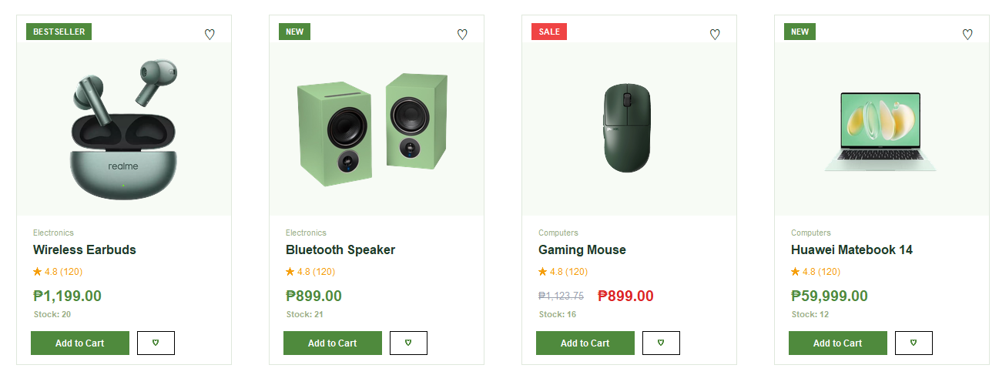 BESTSELLER
♡
realme
Electronics
Wireless Earbuds
★ 4.8 (120)
₱1,199.00
Stock: 20
Add to Cart
♡
NEW
♡
Electronics
Bluetooth Speaker
★ 4.8 (120)
₱899.00
Stock: 21
Add to Cart
♡
SALE
♡
Computers
Gaming Mouse
★ 4.8 (120)
₱1,123.75 ₱899.00
Stock: 16
Add to Cart
♡
NEW
♡
Computers
Huawei Matebook 14
★ 4.8 (120)
₱59,999.00
Stock: 12
Add to Cart
♡